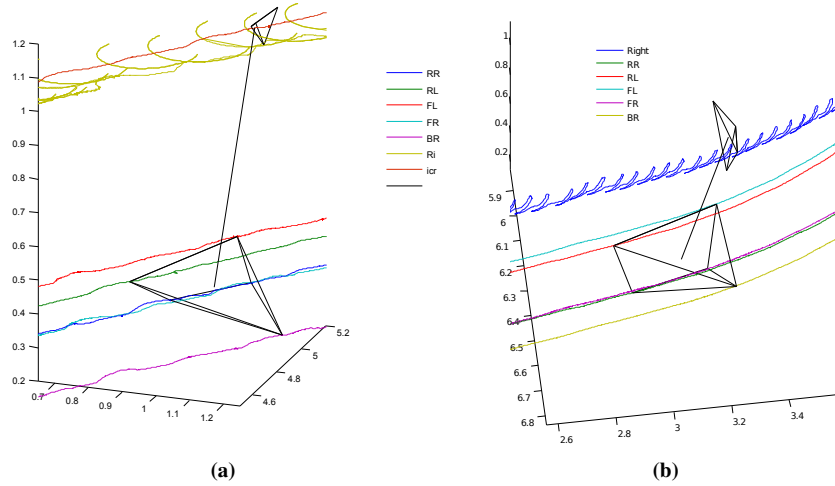 1.2
1.1
1
0.9
0.8
0.7
0.6
0.5
0.4
0.3
0.2
0.7
0.8
0.9
1
1.1
1.2
4.6
4.8
5
5.2
RR
RL
FL
FR
BR
Ri
icr
(a)
1
0.8
0.6
0.4
0.2
5.9
6
6.1
6.2
6.3
6.4
6.5
6.6
6.7
6.8
2.6
2.8
3
3.2
3.4
Right
RR
RL
FL
FR
BR
(b)